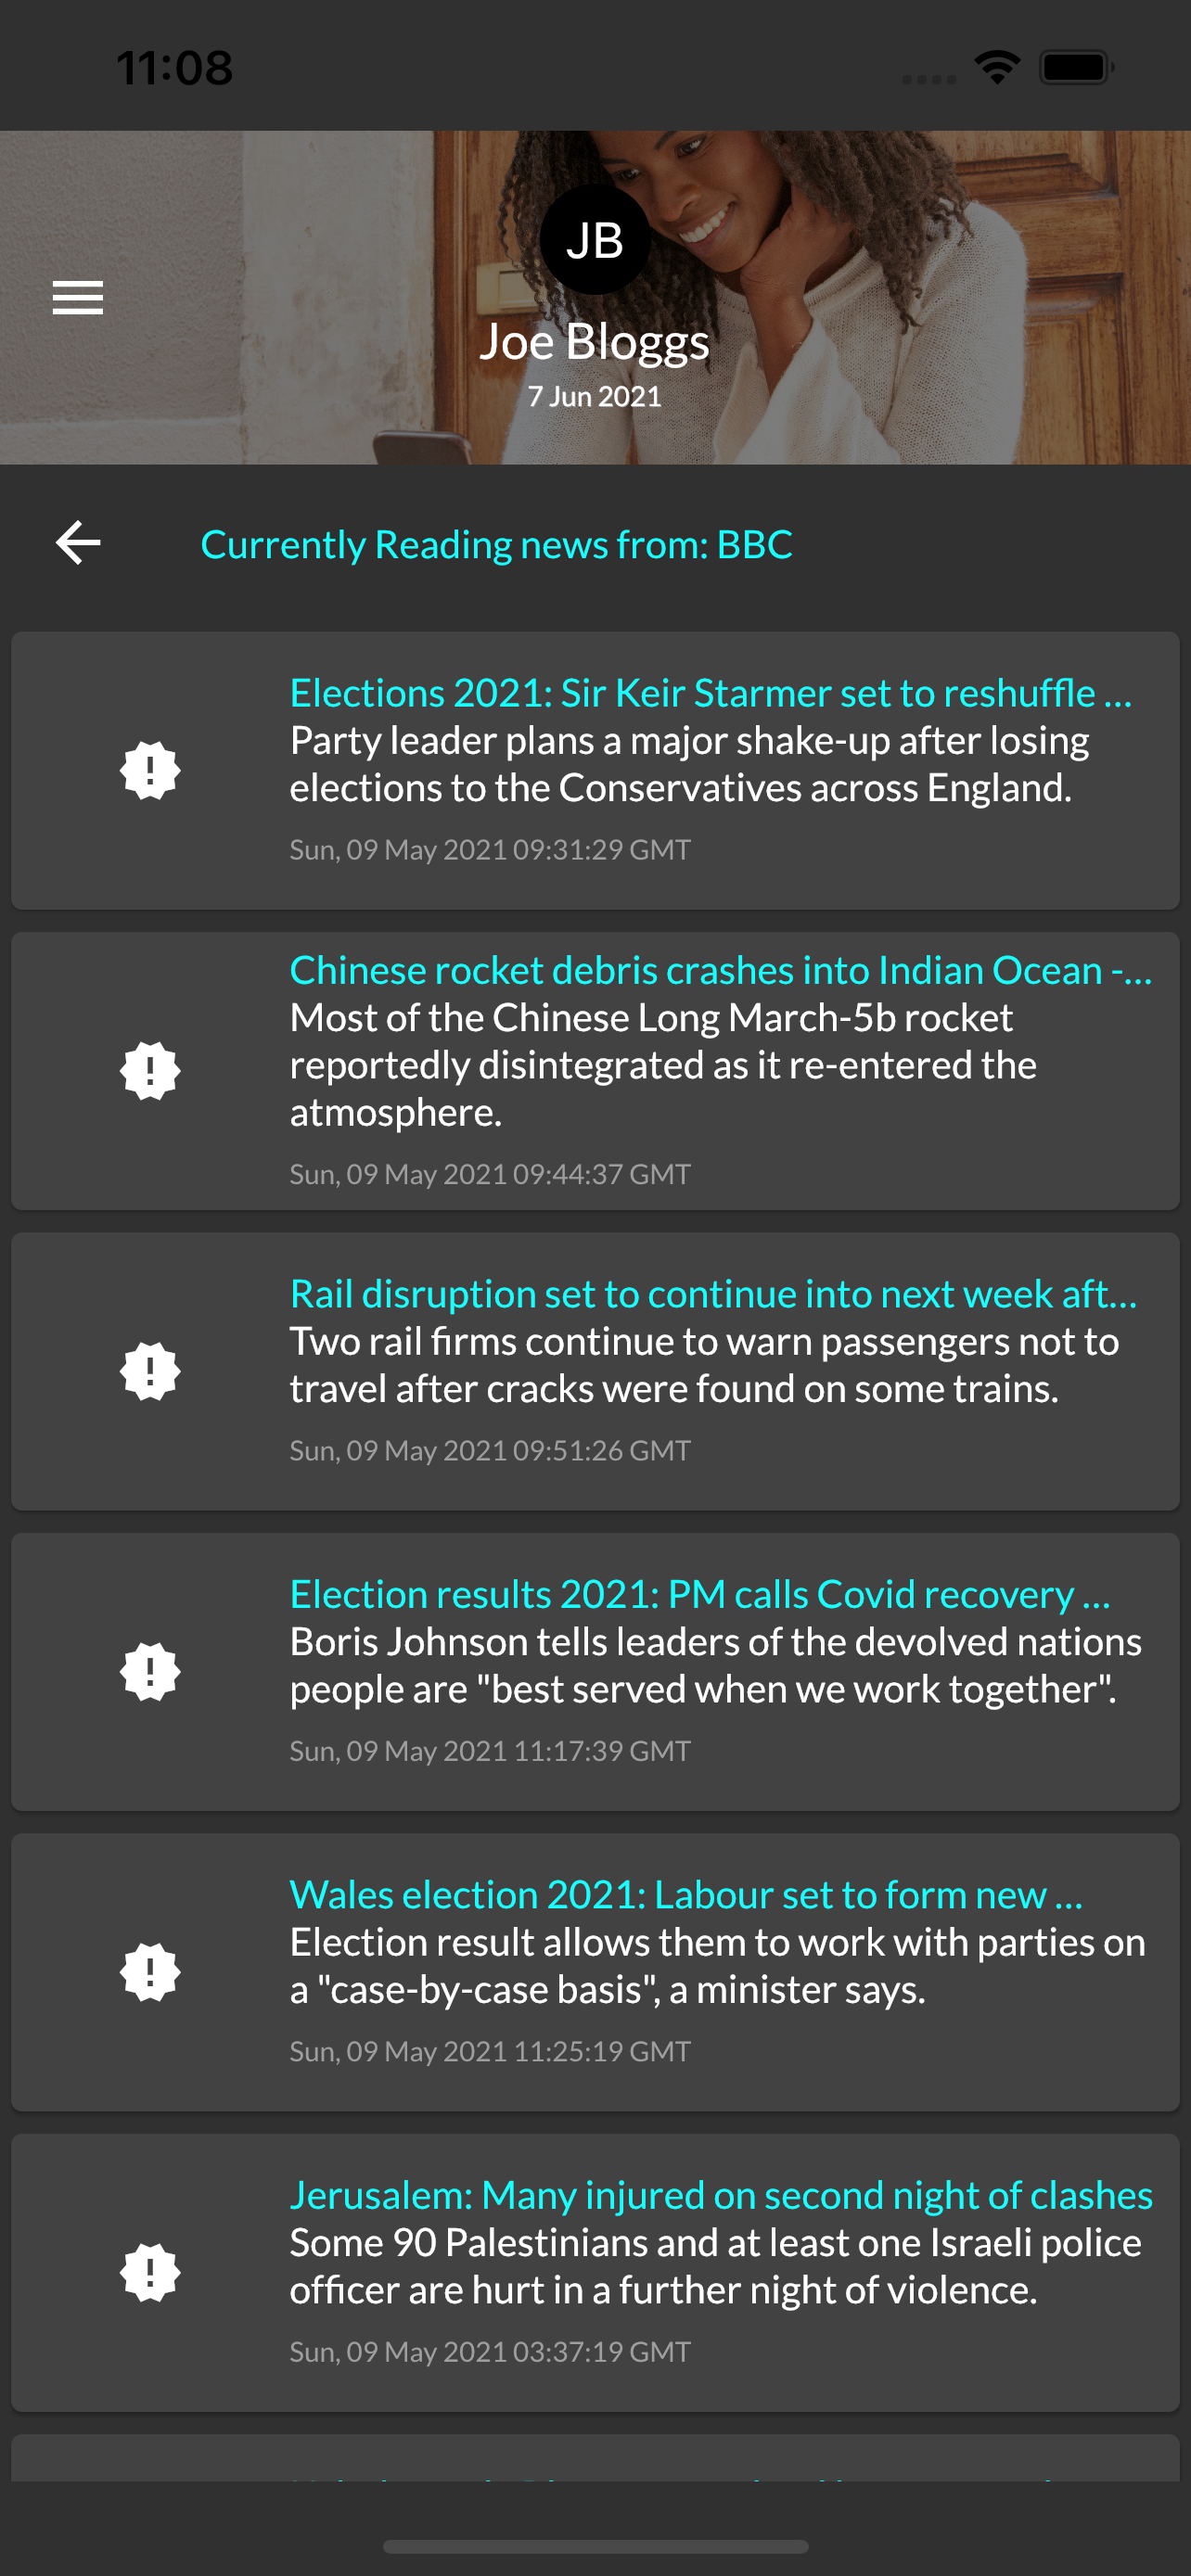 11:08
JB
Joe Bloggs
7 Jun 2021
Currently Reading news from: BBC
Elections 2021: Sir Keir Starmer set to reshuffle ...
Party leader plans a major shake-up after losing
elections to the Conservatives across England.
Sun, 09 May 2021 09:31:29 GMT
Chinese rocket debris crashes into Indian Ocean -...
Most of the Chinese Long March-5b rocket
reportedly disintegrated as it re-entered the
atmosphere.
Sun, 09 May 2021 09:44:37 GMT
Rail disruption set to continue into next week aft...
Two rail firms continue to warn passengers not to
travel after cracks were found on some trains.
Sun, 09 May 2021 09:51:26 GMT
Election results 2021: PM calls Covid recovery ...
Boris Johnson tells leaders of the devolved nations
people are "best served when we work together".
Sun, 09 May 2021 11:17:39 GMT
Wales election 2021: Labour set to form new ...
Election result allows them to work with parties on
a "case-by-case basis", a minister says.
Sun, 09 May 2021 11:25:19 GMT
Jerusalem: Many injured on second night of clashes
Some 90 Palestinians and at least one Israeli police
officer are hurt in a further night of violence.
Sun, 09 May 2021 03:37:19 GMT